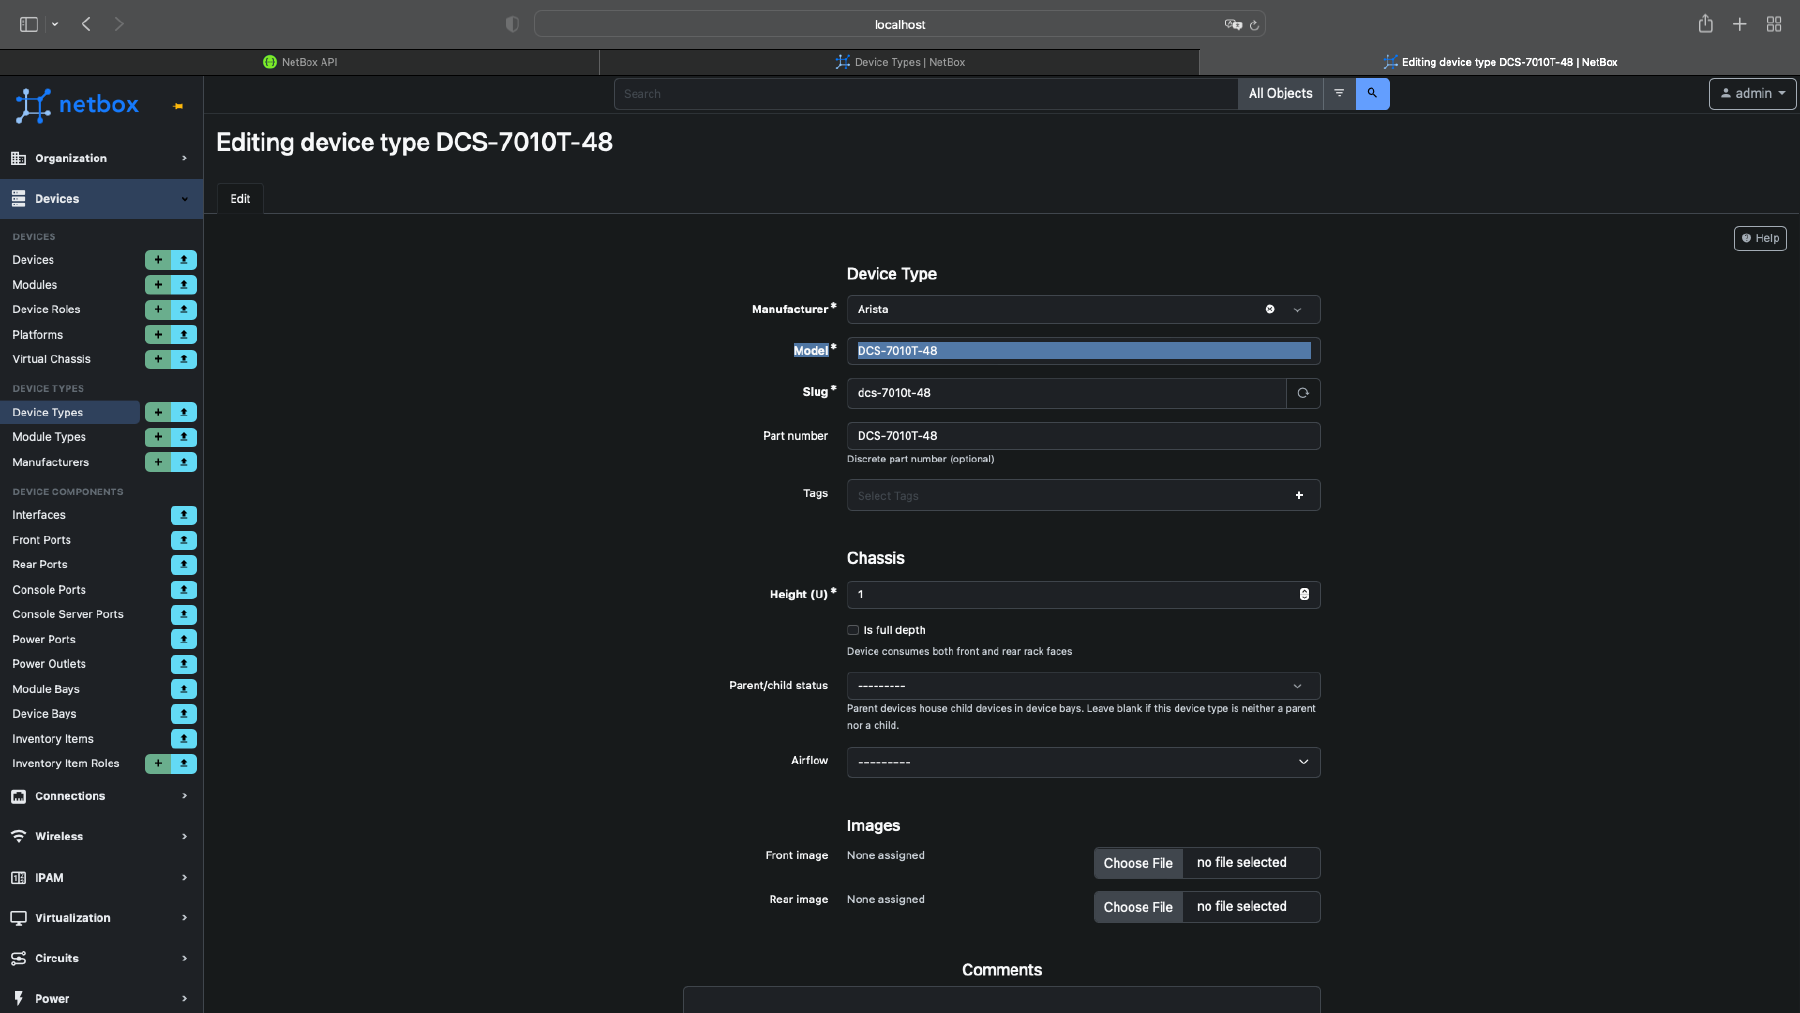 localhost
NetBox API
Device Types | NetBox
Editing device type DCS-7010T-48 | NetBox
netbox
Search
All Objects
admin
Editing device type DCS-7010T-48
Organization
Devices
Edit
Help
DEVICES
Devices
Modules
Device Roles
Platforms
Virtual Chassis
DEVICE TYPES
Device Types
Module Types
Manufacturers
DEVICE COMPONENTS
Interfaces
Front Ports
Rear Ports
Console Ports
Console Server Ports
Power Ports
Power Outlets
Module Bays
Device Bays
Inventory Items
Inventory Item Roles
Connections
Wireless
IPAM
Virtualization
Circuits
Power
Device Type
Manufacturer * Arista
Model * DCS-7010T-48
Slug * dcs-7010t-48
Part number DCS-7010T-48
Discrete part number (optional)
Tags Select Tags
Chassis
Height (U) * 1
Is full depth
Device consumes both front and rear rack faces
Parent/child status ---------
Parent devices house child devices in device bays. Leave blank if this device type is neither a parent
nor a child.
Airflow ---------
Images
Front image None assigned Choose File no file selected
Rear image None assigned Choose File no file selected
Comments